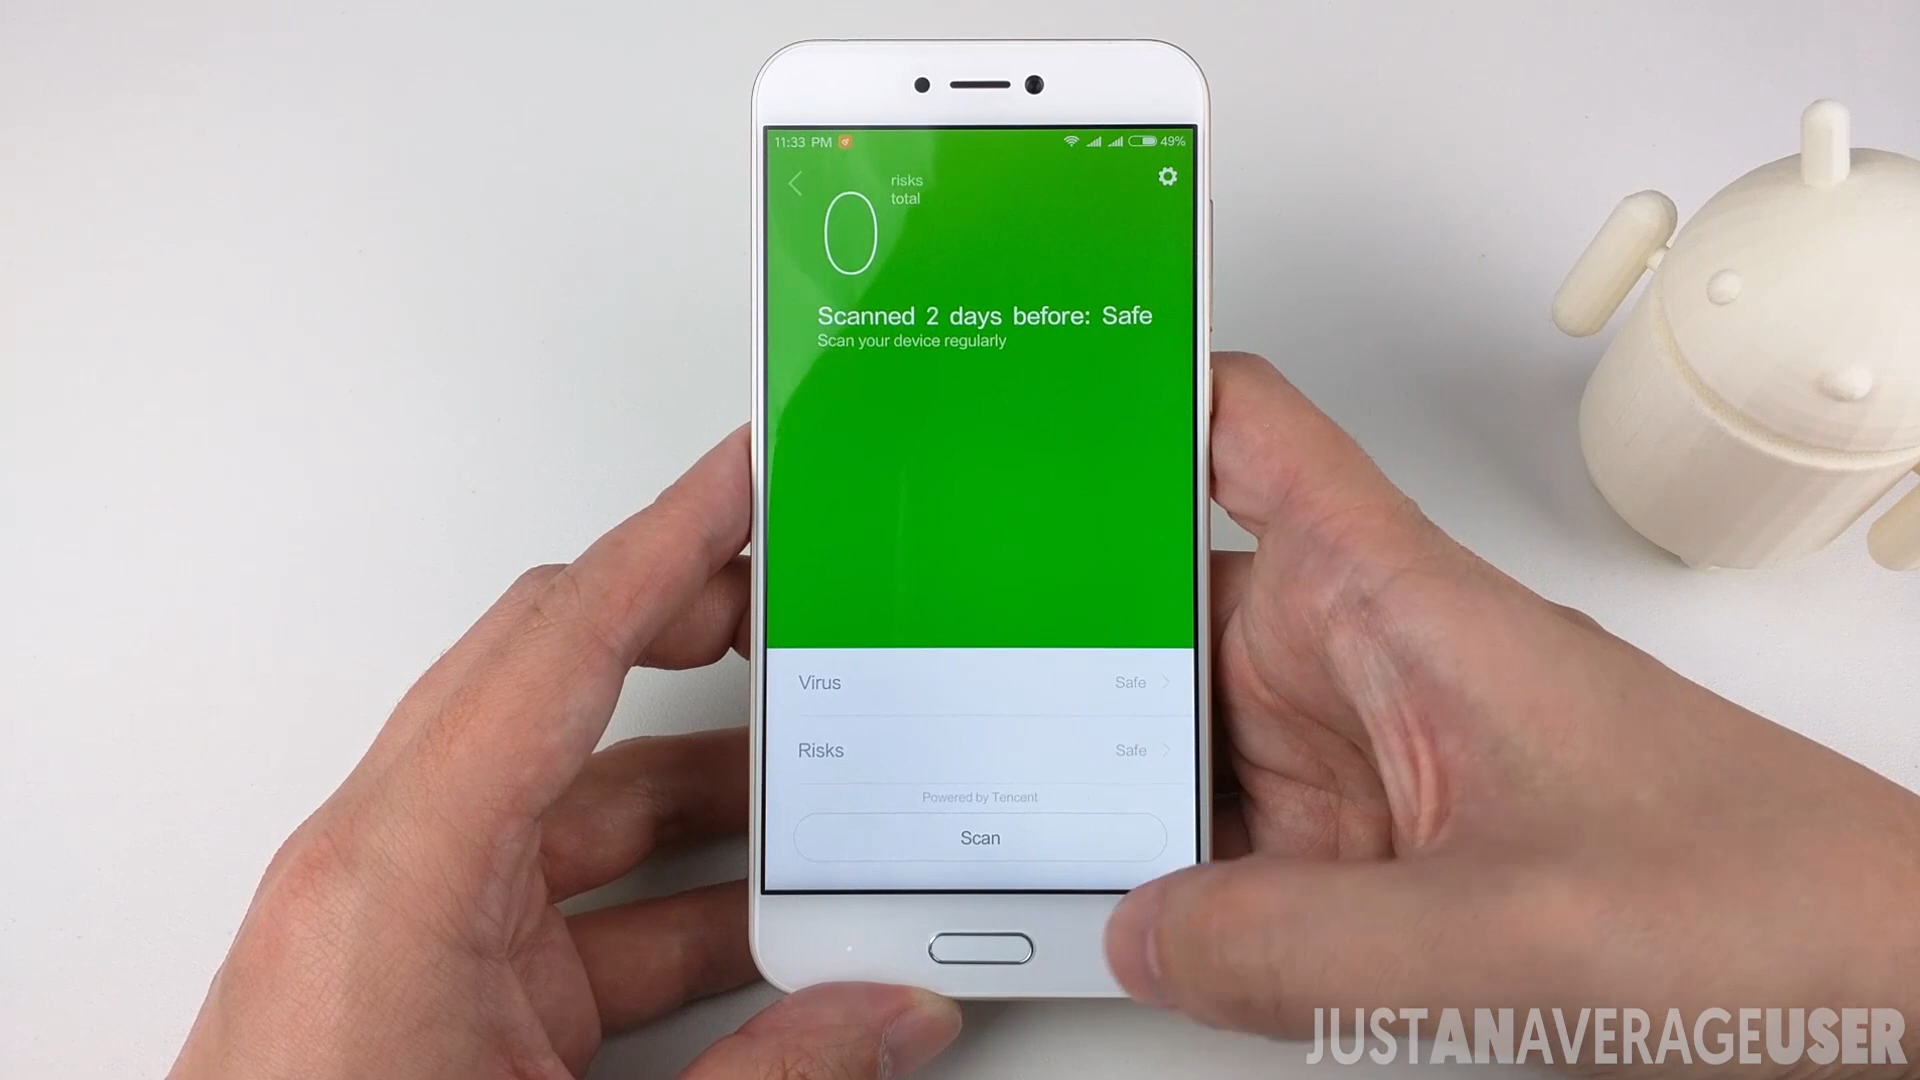 11:33 PM
49%
risks
total
0
Scanned 2 days before: Safe
Scan your device regularly
Virus Safe
Risks Safe
Powered by Tencent
Scan
JUSTANAVERAGEUSER